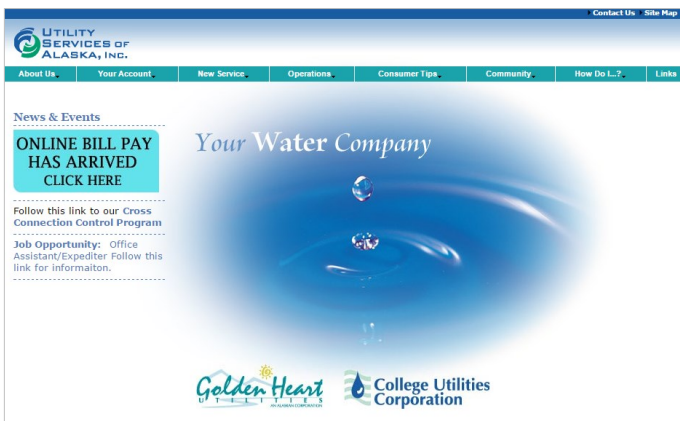 Contact Us Site Map
UTILITY
SERVICES OF
ALASKA, INC.
About Us Your Account New Service Operations Consumer Tips Community How Do I...? Links
News & Events
ONLINE BILL PAY
HAS ARRIVED
CLICK HERE
Follow this link to our Cross
Connection Control Program
Job Opportunity: Office
Assistant/Expediter Follow this
link for informaiton.
Your Water Company
Golden Heart
UTILITIES
AN ALASKAN CORPORATION
College Utilities
Corporation